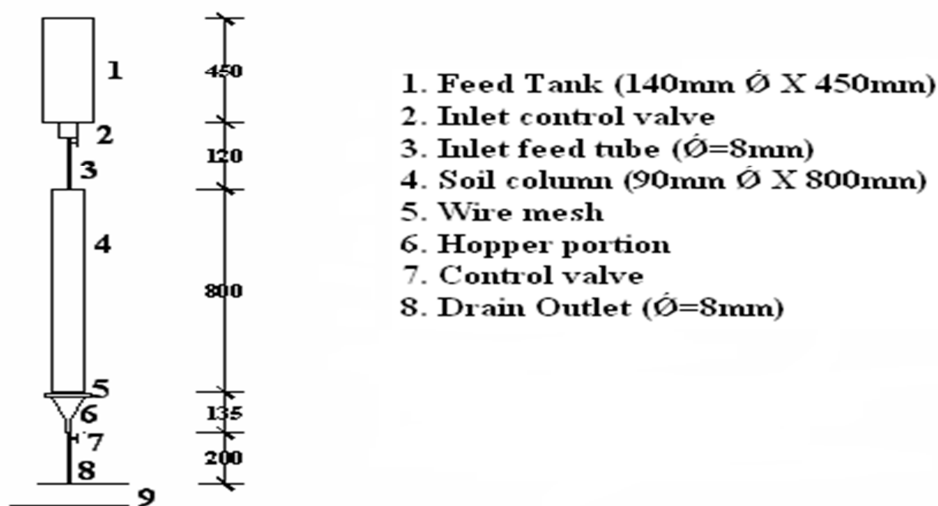 1
2
3
4
5
6
7
8
9
450
120
800
135
200
1. Feed Tank (140mm Ǿ X 450mm)
2. Inlet control valve
3. Inlet feed tube (Ǿ=8mm)
4. Soil column (90mm Ǿ X 800mm)
5. Wire mesh
6. Hopper portion
7. Control valve
8. Drain Outlet (Ǿ=8mm)